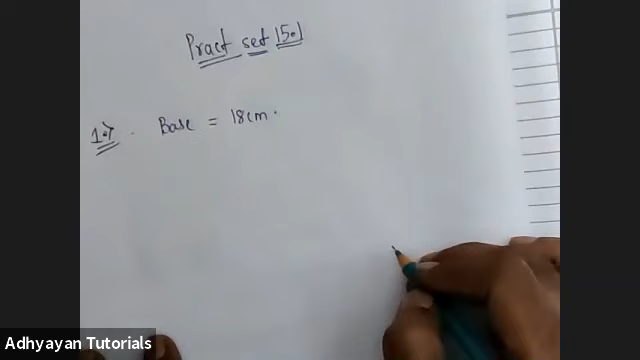 Pract set 15.1
1.> . Base = 18cm.
Adhyayan Tutorials